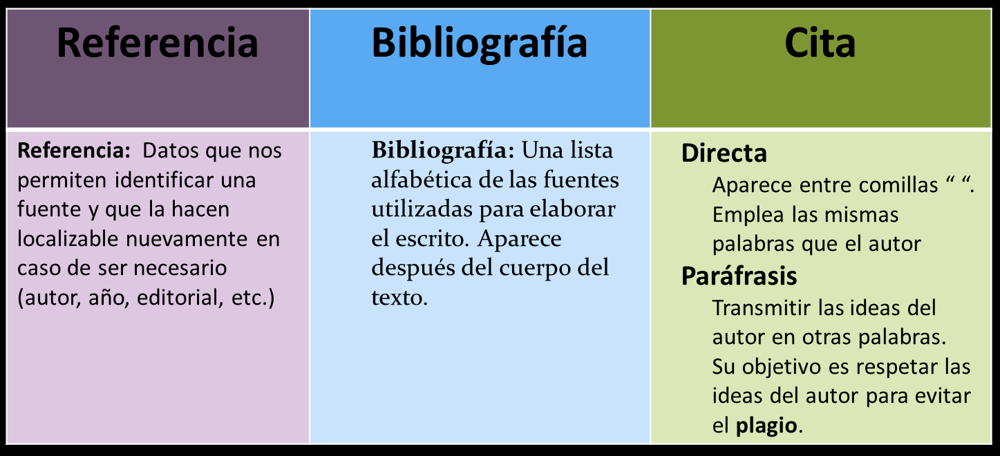 Referencia
Bibliografía
Cita
Referencia: Datos que nos
permiten identificar una
fuente y que la hacen
localizable nuevamente en
caso de ser necesario
(autor, año, editorial, etc.)
Bibliografía: Una lista
alfabética de las fuentes
utilizadas para elaborar
el escrito. Aparece
después del cuerpo del
texto.
Directa
Aparece entre comillas “ “.
Emplea las mismas
palabras que el autor
Paráfrasis
Transmitir las ideas del
autor en otras palabras.
Su objetivo es respetar las
ideas del autor para evitar
el plagio.